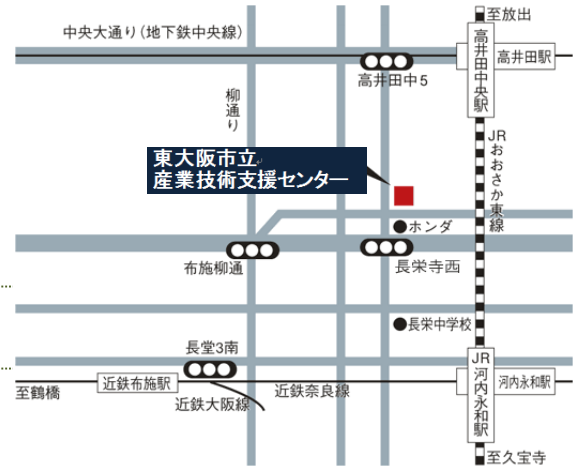 至放出
中央大通り(地下鉄中央線)
高井田中央駅
高井田駅
高井田中5
柳通り
JRおおさか東線
東大阪市立
産業技術支援センター
ホンダ
布施柳通
長栄寺西
長栄中学校
長堂3南
JR河内永和駅
近鉄布施駅
近鉄奈良線
河内永和駅
至鶴橋
近鉄大阪線
至久宝寺